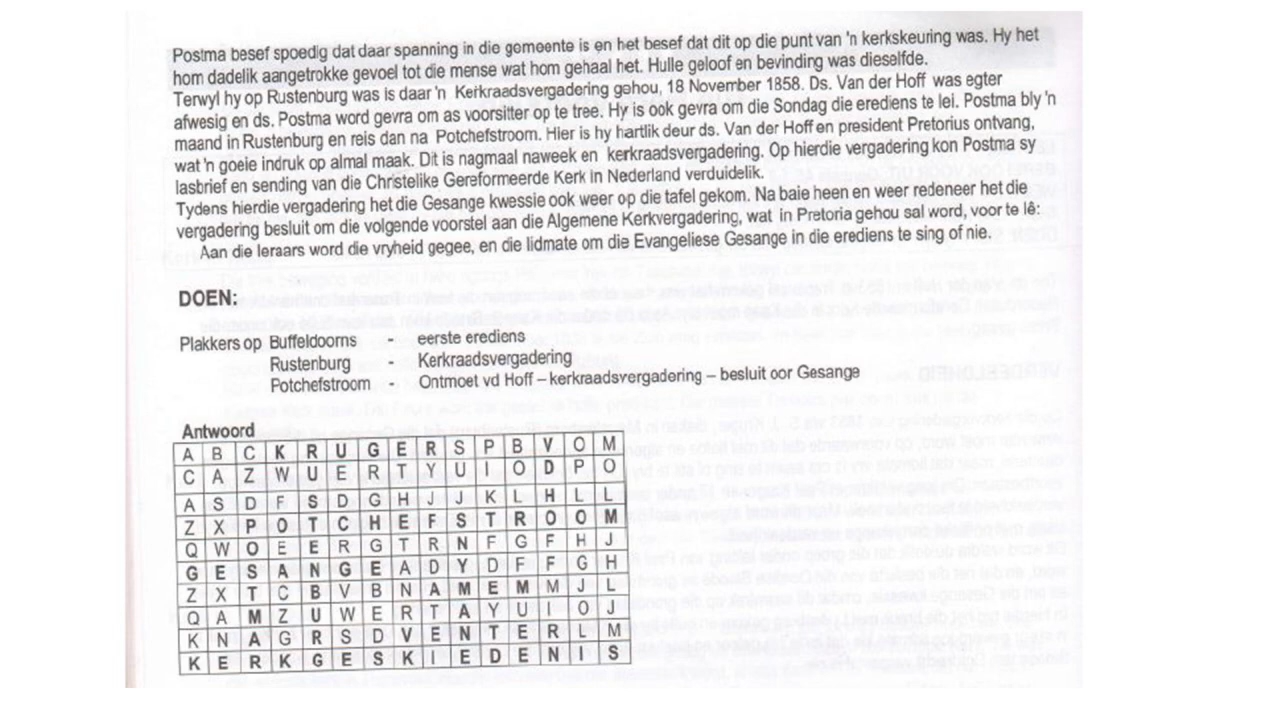 Postma besef spoedig dat daar spanning in die gemeente is en het besef dat dit op die punt van 'n kerkskeuring was. Hy het
hom dadelik aangetrokke gevoel tot die mense wat hom gehaal het. Hulle geloof en bevinding was dieselfde.
Terwyl hy op Rustenburg was is daar 'n Kerkraadsvergadering gehou, 18 November 1858. Ds. Van der Hoff was egter
afwesig en ds. Postma word gevra om as voorsitter op te tree. Hy is ook gevra om die Sondag die erediens te lei. Postma bly 'n
maand in Rustenburg en reis dan na Potchefstroom. Hier is hy hartlik deur ds. Van der Hoff en president Pretorius ontvang,
wat 'n goeie indruk op almal maak. Dit is nagmaal naweek en kerkraadsvergadering. Op hierdie vergadering kon Postma sy
lasbrief en sending van die Christelike Gereformeerde Kerk in Nederland verduidelik.
Tydens hierdie vergadering het die Gesange kwessie ook weer op die tafel gekom. Na baie heen en weer redeneer het die
vergadering besluit om die volgende voorstel aan die Algemene Kerkvergadering, wat in Pretoria gehou sal word, voor te lê:
Aan die leraars word die vryheid gegee, en die lidmate om die Evangeliese Gesange in die erediens te sing of nie.
DOEN:
Plakkers op Buffeldoorns - eerste erediens
Rustenburg - Kerkraadsvergadering
Potchefstroom - Ontmoet vd Hoff – kerkraadsvergadering – besluit oor Gesange
Antwoord
A B C K R U G E R S P B V O M
C A Z W U E R T Y U I O D P O
A S D F S D G H J J K L H I L
Z X P O T C H E F S T R O O M
Q W O E E R G T R N F G F H J
G E S A N G E A D Y D F F G H
Z X T C B V B N A M E M M J L
Q A M Z U W E R T A Y U I O J
K N A G R S D V E N T E R L M
K E R K G E S K I E D E N I S